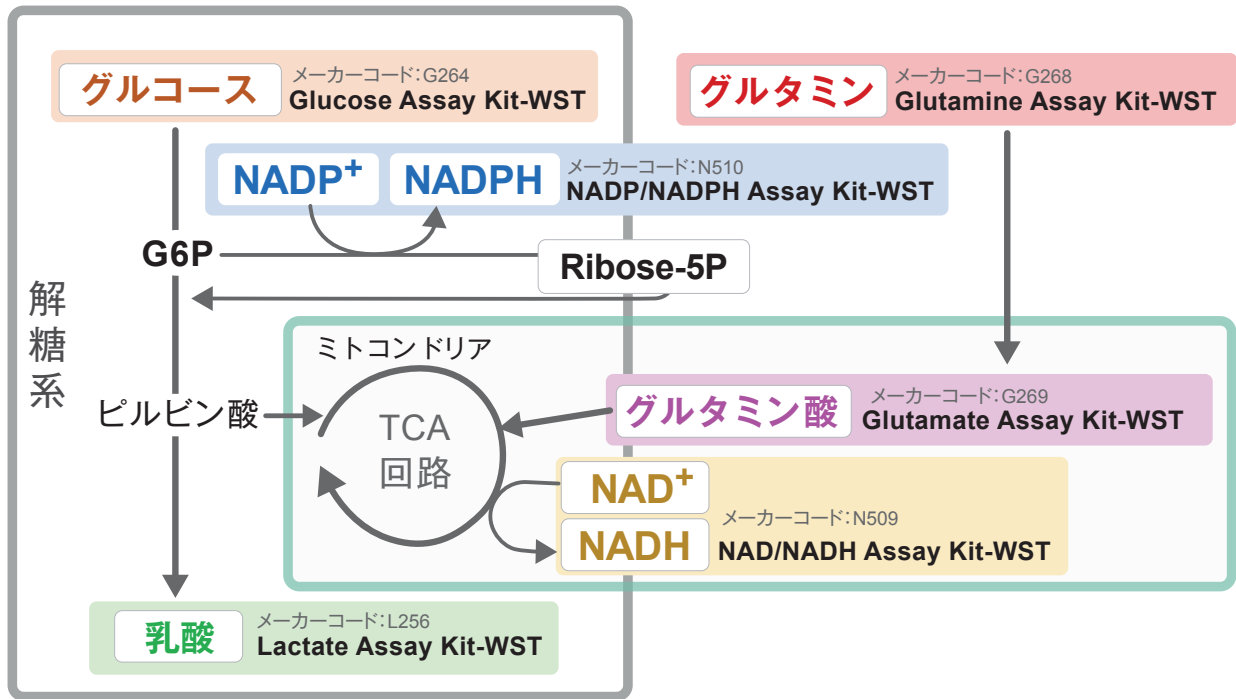 グルコース
メーカーコード:G264
Glucose Assay Kit-WST
グルタミン
メーカーコード:G268
Glutamine Assay Kit-WST
NADP+
NADPH
メーカーコード:N510
NADP/NADPH Assay Kit-WST
G6P
Ribose-5P
解糖系
ミトコンドリア
ピルビン酸
TCA
回路
グルタミン酸
メーカーコード:G269
Glutamate Assay Kit-WST
NAD+
NADH
メーカーコード:N509
NAD/NADH Assay Kit-WST
乳酸
メーカーコード:L256
Lactate Assay Kit-WST